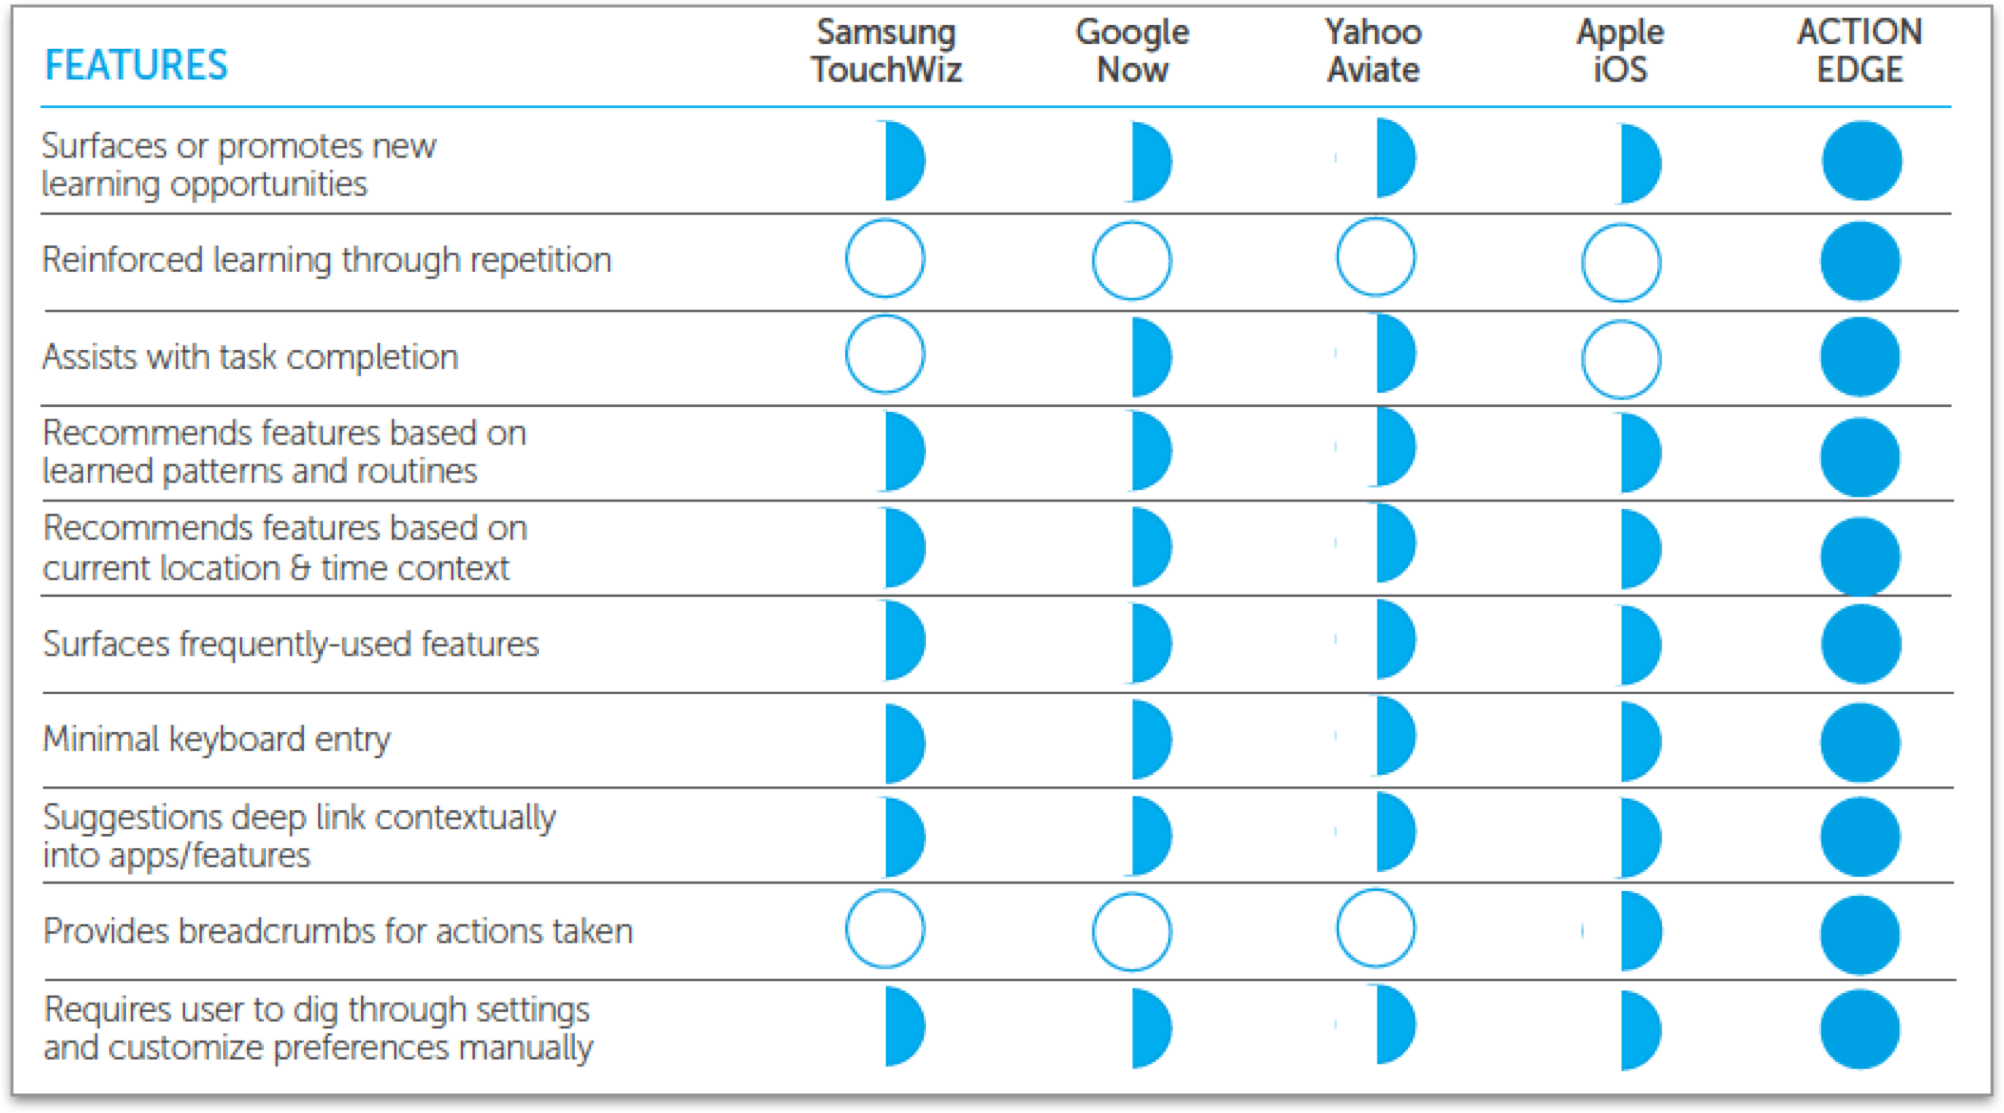 FEATURES
Samsung
TouchWiz
Google
Now
Yahoo
Aviate
Apple
iOS
ACTION
EDGE
Surfaces or promotes new
learning opportunities
Reinforced learning through repetition
Assists with task completion
Recommends features based on
learned patterns and routines
Recommends features based on
current location & time context
Surfaces frequently-used features
Minimal keyboard entry
Suggestions deep link contextually
into apps/features
Provides breadcrumbs for actions taken
Requires user to dig through settings
and customize preferences manually